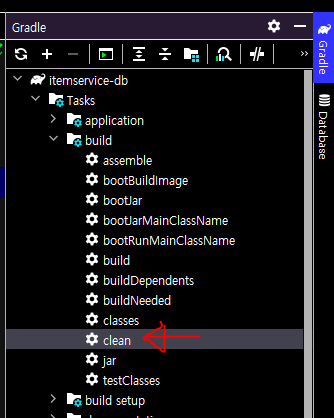 Gradle
itemservice-db
Tasks
application
build
assemble
bootBuildImage
bootJar
bootJarMainClassName
bootRunMainClassName
build
buildDependents
buildNeeded
classes
clean
jar
testClasses
build setup
Gradle
Database